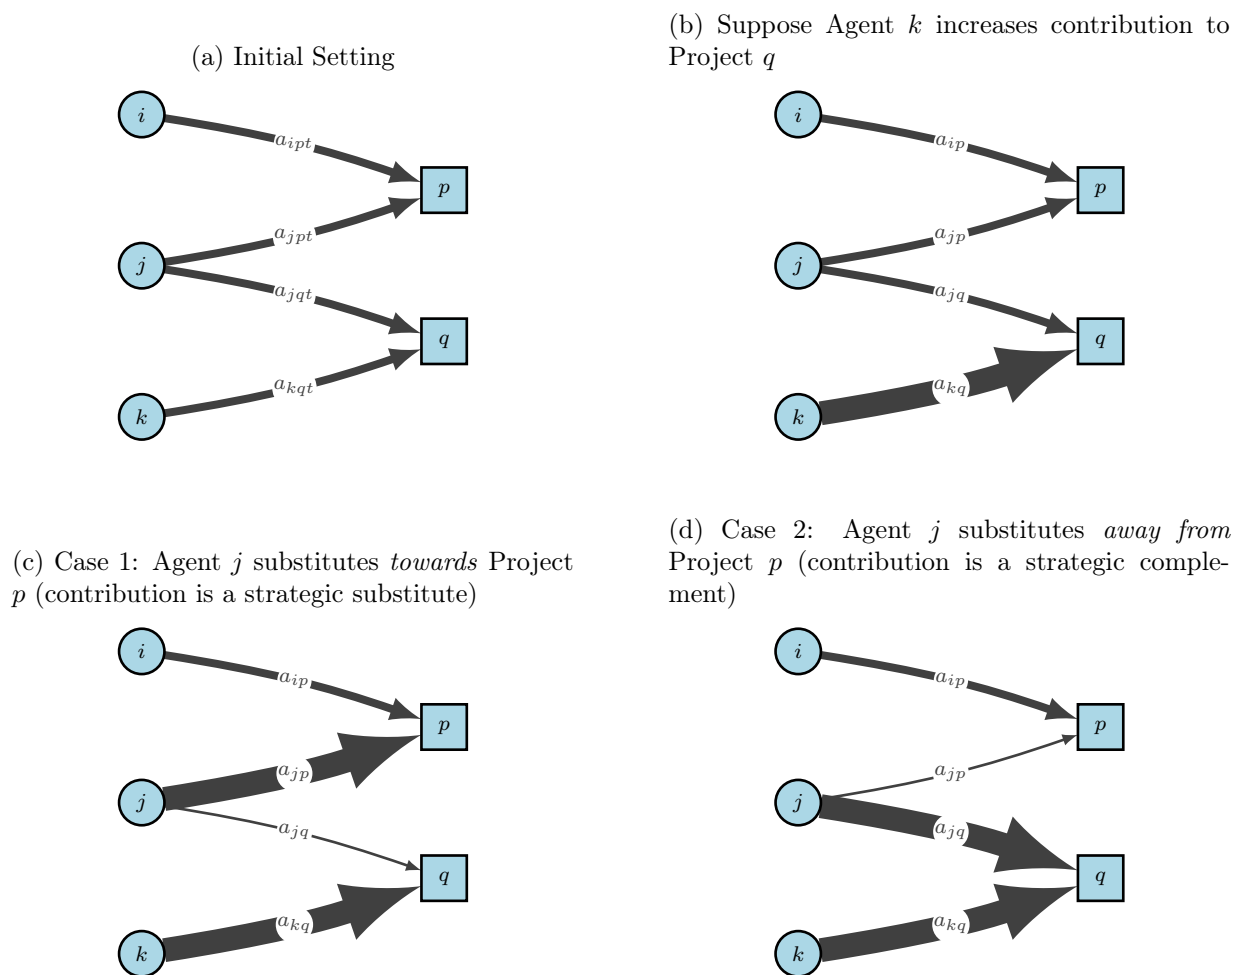 (a) Initial Setting
i
a_{ipt}
p
a_{jpt}
j
a_{jqt}
q
a_{kqt}
k
(b) Suppose Agent k increases contribution to
Project q
i
a_{ip}
p
a_{jp}
j
a_{jq}
q
a_{kq}
k
(c) Case 1: Agent j substitutes towards Project
p (contribution is a strategic substitute)
i
a_{ip}
p
a_{jp}
j
a_{jq}
q
a_{kq}
k
(d) Case 2: Agent j substitutes away from
Project p (contribution is a strategic comple-
ment)
i
a_{ip}
p
a_{jp}
j
a_{jq}
q
a_{kq}
k